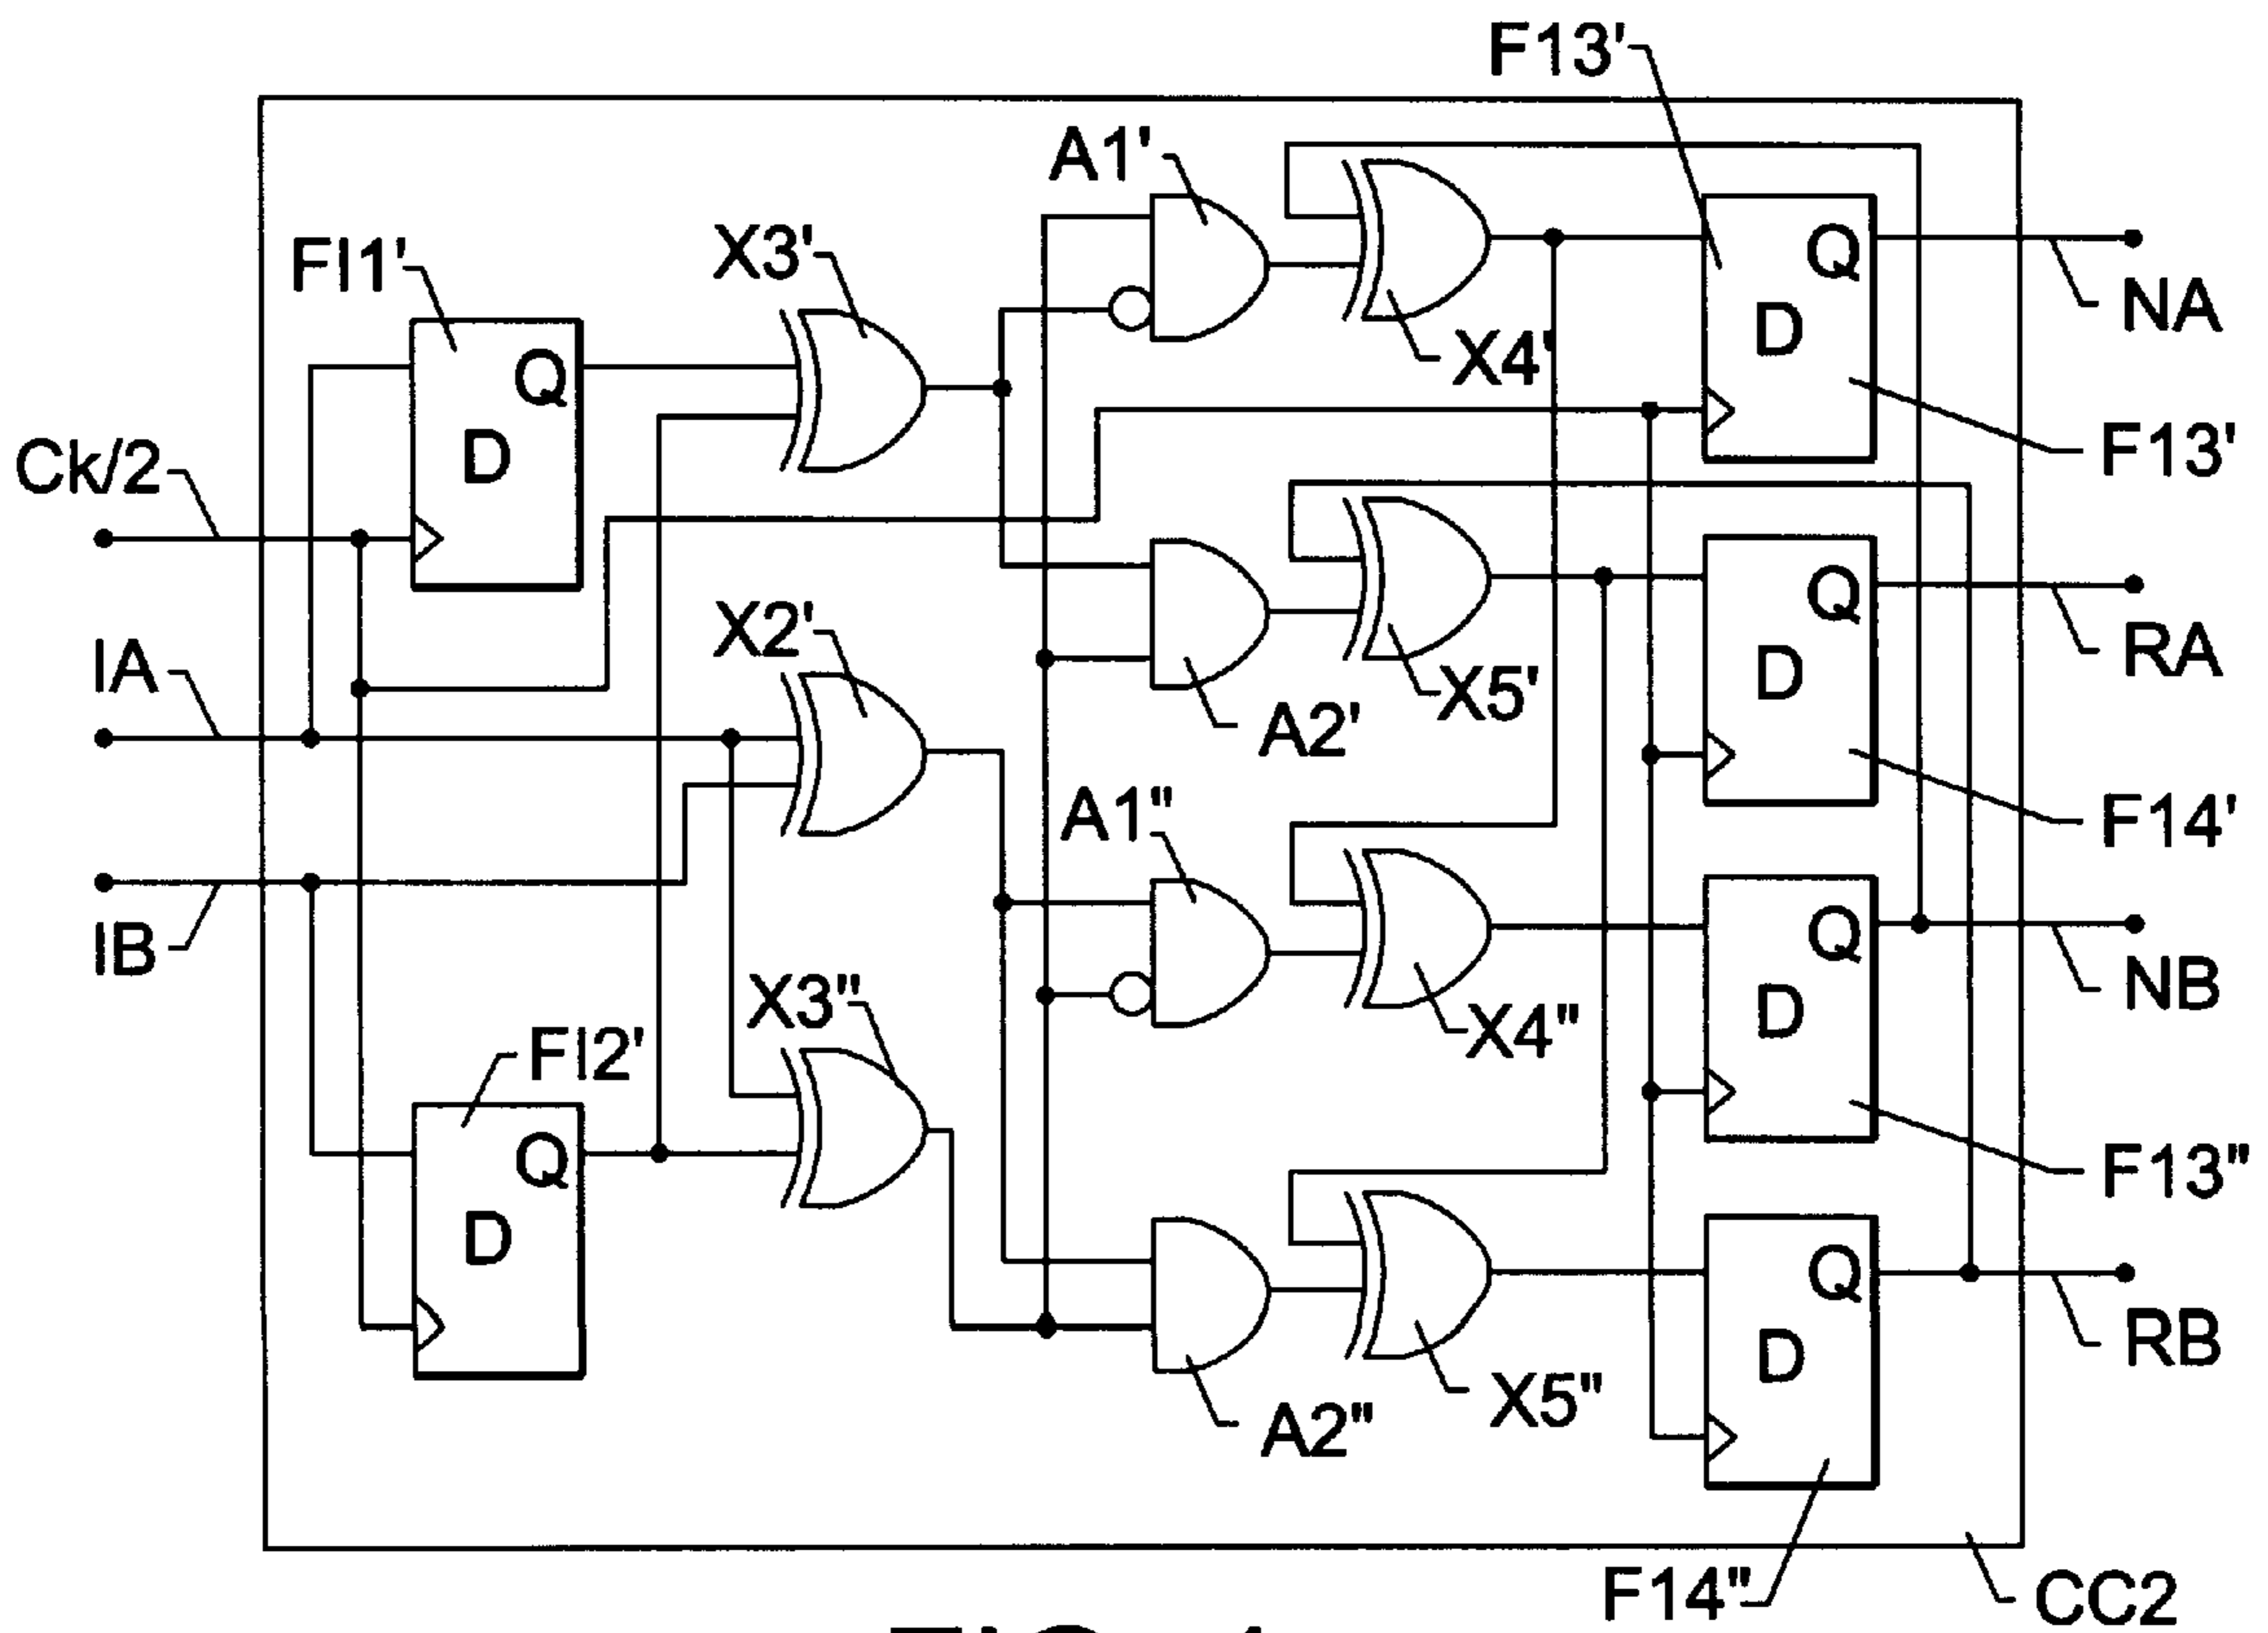 F13'
A1'
X3'
FI1'
Q
Q
NA
D
X4'
D
F13'
Ck/2
X2'
Q
RA
IA
X5'
D
A2'
A1"
F14'
IB
Q
NB
X3"
D
X4"
FI2'
Q
F13"
D
Q
RB
D
X5"
A2"
F14"
CC2